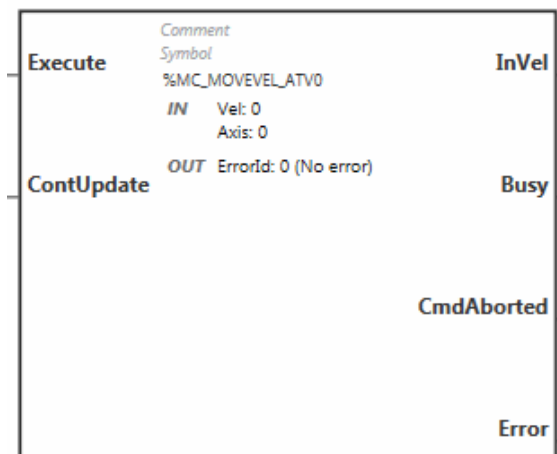 Comment
Execute
Symbol
InVel
%MC_MOVEVEL_ATV0
IN Vel: 0
Axis: 0
OUT ErrorId: 0 (No error)
ContUpdate
Busy
CmdAborted
Error